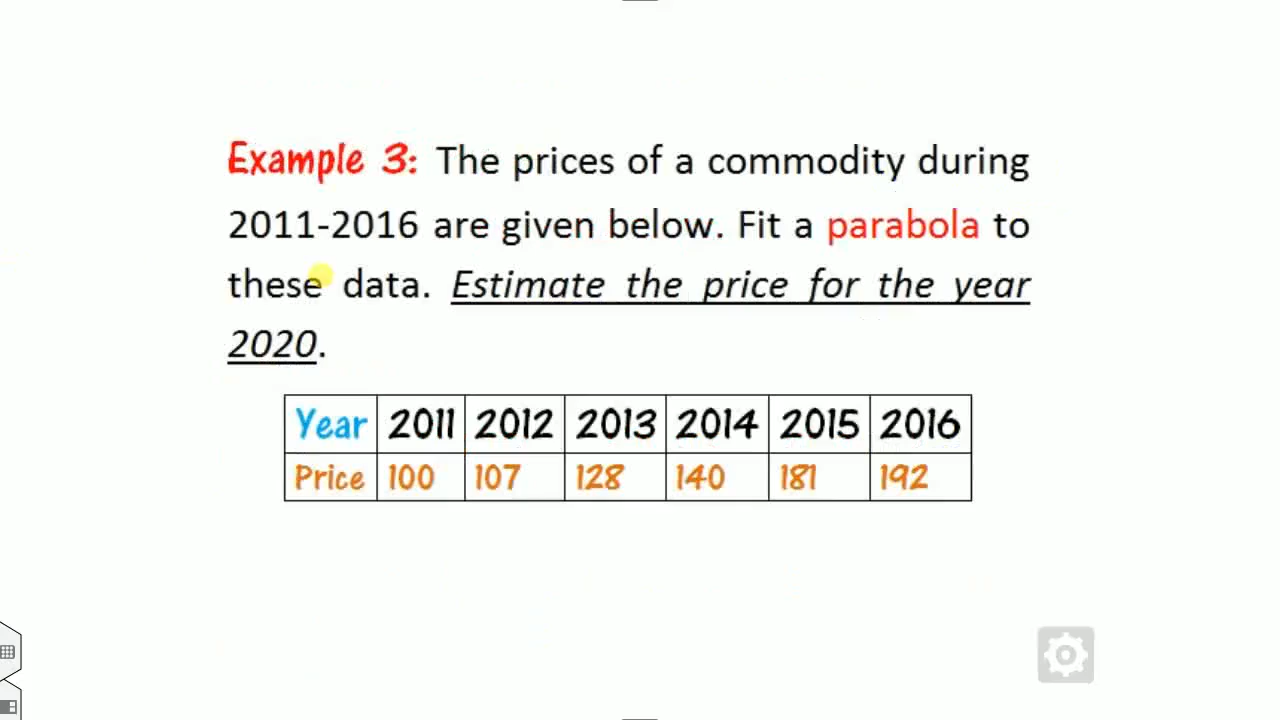 Example 3: The prices of a commodity during
2011-2016 are given below. Fit a parabola to
these data. Estimate the price for the year
2020.
Year 2011 2012 2013 2014 2015 2016
Price 100 107 128 140 181 192